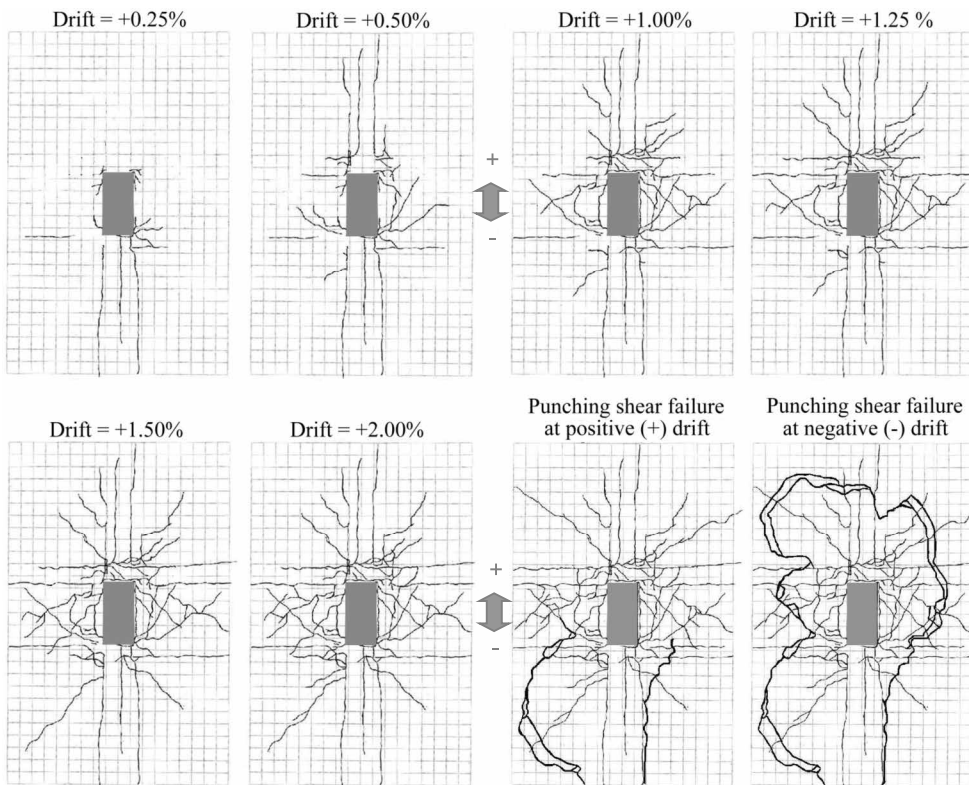 Drift = +0.25%
Drift = +0.50%
Drift = +1.00%
Drift = +1.25 %
+
-
Drift = +1.50%
Drift = +2.00%
Punching shear failure
at positive (+) drift
Punching shear failure
at negative (-) drift
+
-